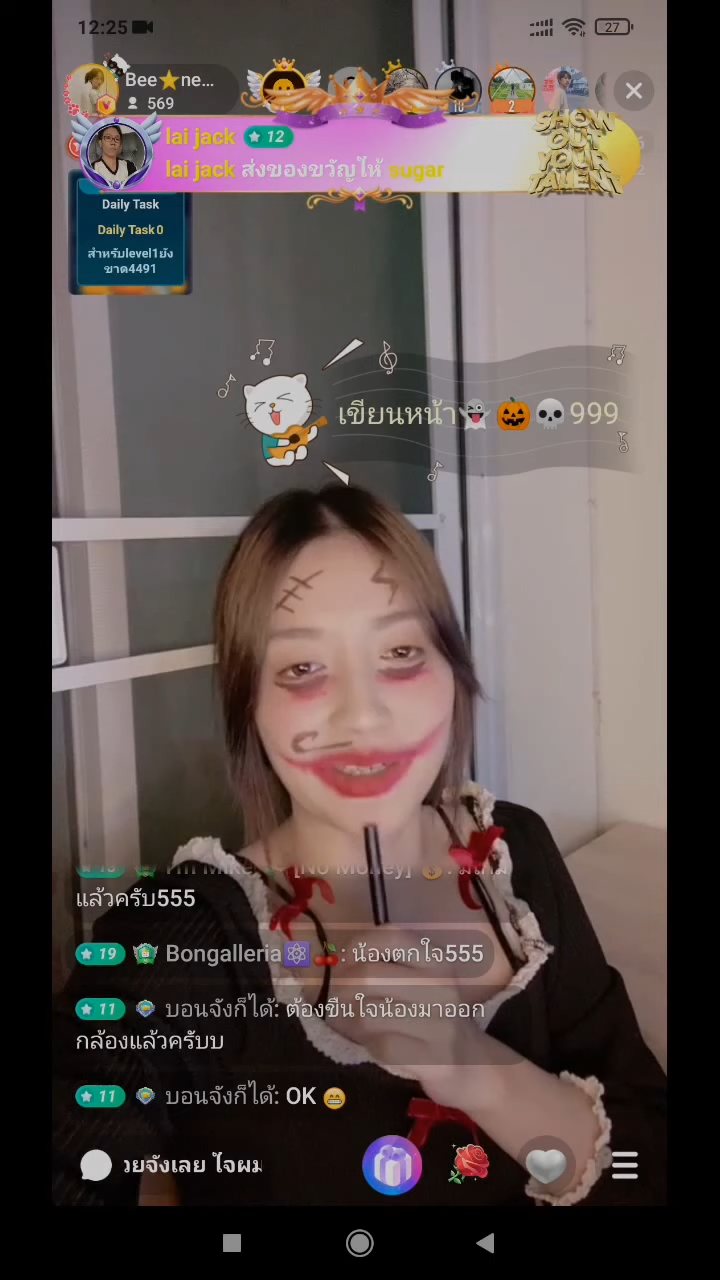 12:25
27
Bee⭐ne...
569
18
2
lai jack 12
lai jack ส่งของขวัญให้ sugar
SHOW
OUT
YOUR
TALENT
Daily Task
Daily Task0
สำหรับlevel1ยัง
ขาด4491
เขียนหน้า👻🎃💀999
I'm Mike, [No Money] 💰:
แล้วครับ555
19 Bongalleria⚛️🍒: น้องตกใจ555
11 บอนจังก็ได้: ต้องขืนใจน้องมาออก
กล้องแล้วครับบ
11 บอนจังก็ได้: OK 😁
วยจังเลย ไจผม